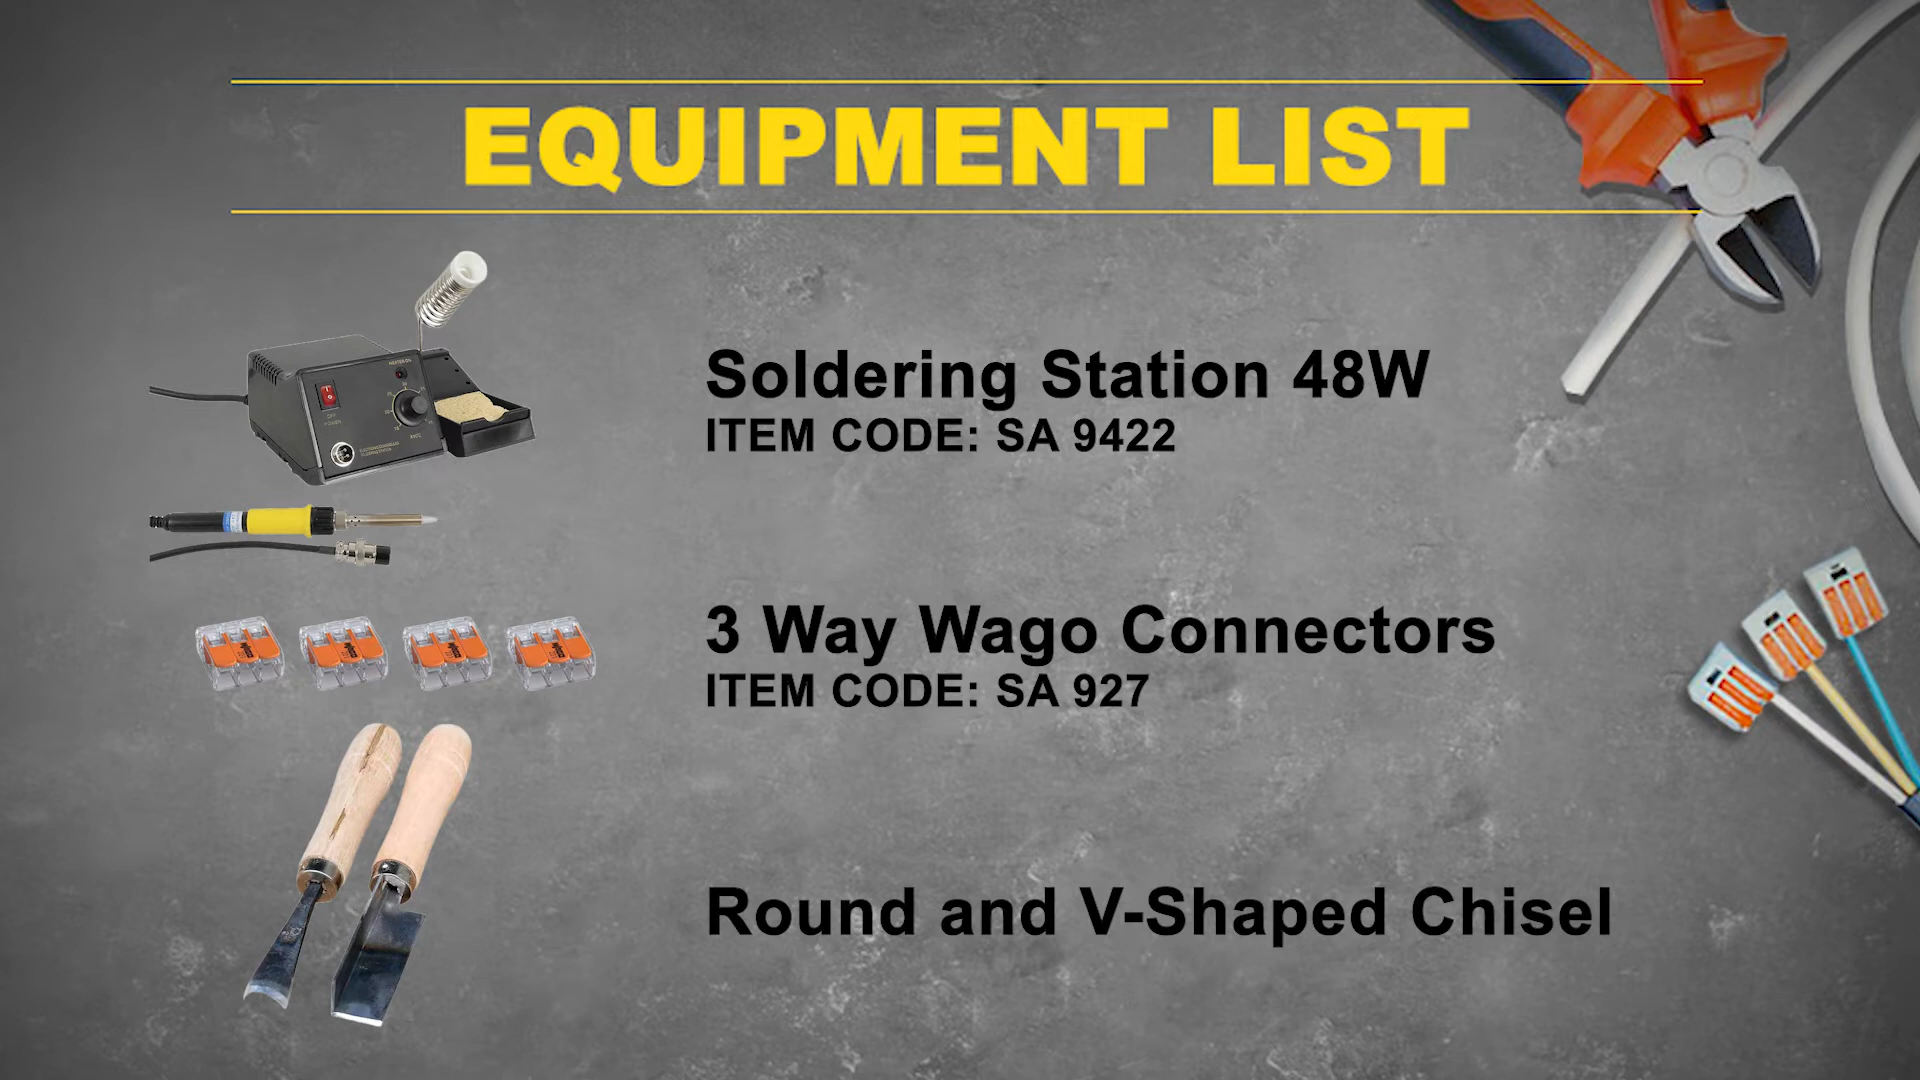 EQUIPMENT LIST
Soldering Station 48W
ITEM CODE: SA 9422
3 Way Wago Connectors
ITEM CODE: SA 927
Round and V-Shaped Chisel